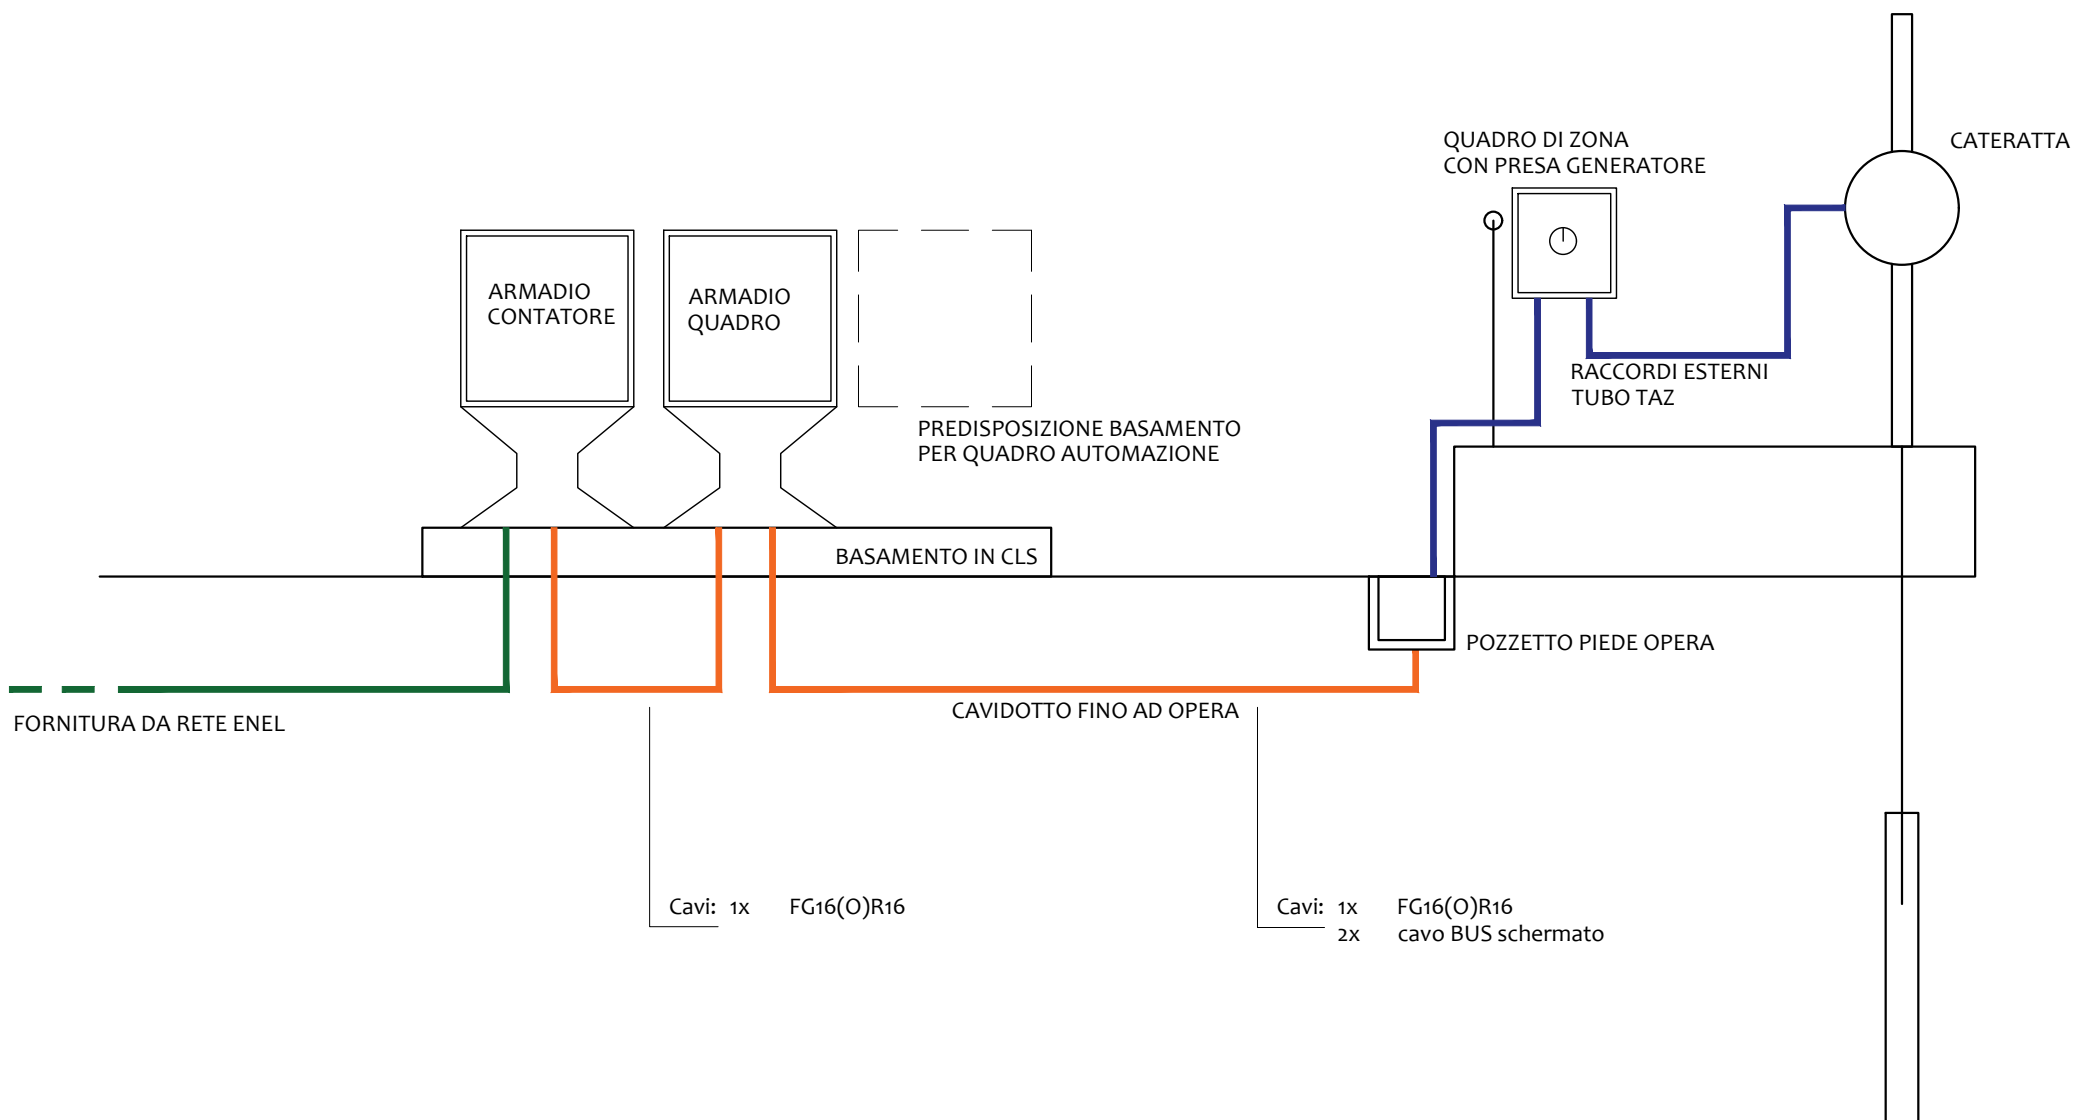 QUADRO DI ZONA
CON PRESA GENERATORE
CATERATTA
ARMADIO
CONTATORE
ARMADIO
QUADRO
RACCORDI ESTERNI
TUBO TAZ
PREDISPOSIZIONE BASAMENTO
PER QUADRO AUTOMAZIONE
BASAMENTO IN CLS
POZZETTO PIEDE OPERA
FORNITURA DA RETE ENEL
CAVIDOTTO FINO AD OPERA
Cavi: 1x FG16(O)R16
Cavi: 1x FG16(O)R16
2x cavo BUS schermato